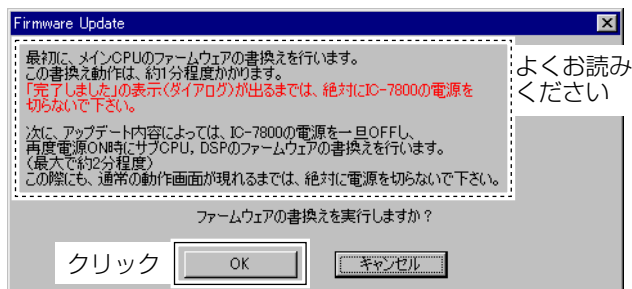 Firmware Update
最初に、メインCPUのファームウェアの書換えを行います。
この書換え動作は、約1分程度かかります。
「完了しました」の表示(ダイアログ)が出るまでは、絶対にIC-7800の電源を
切らないで下さい。
次に、アップデート内容によっては、IC-7800の電源を一旦OFFし、
再度電源ON時にサブCPU, DSPのファームウェアの書換えを行います。
(最大で約2分程度)
この際にも、通常の動作画面が現れるまでは、絶対に電源を切らないで下さい。
よくお読み
ください
ファームウェアの書換えを実行しますか？
クリック
OK
キャンセル